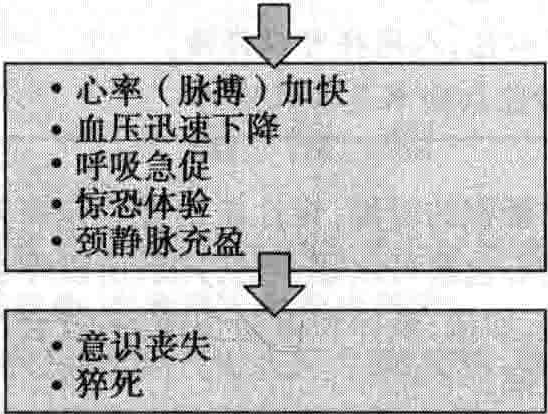 • 心率（脉搏）加快
• 血压迅速下降
• 呼吸急促
• 惊恐体验
• 颈静脉充盈
• 意识丧失
• 猝死